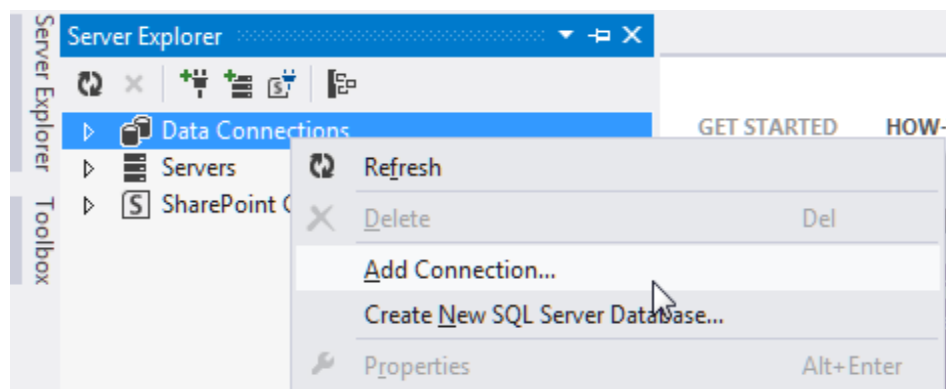 Server Explorer
Toolbox
Server Explorer
Data Connections
Servers
SharePoint C
GET STARTED HOW-
Refresh
Delete Del
Add Connection...
Create New SQL Server Database...
Properties Alt+Enter